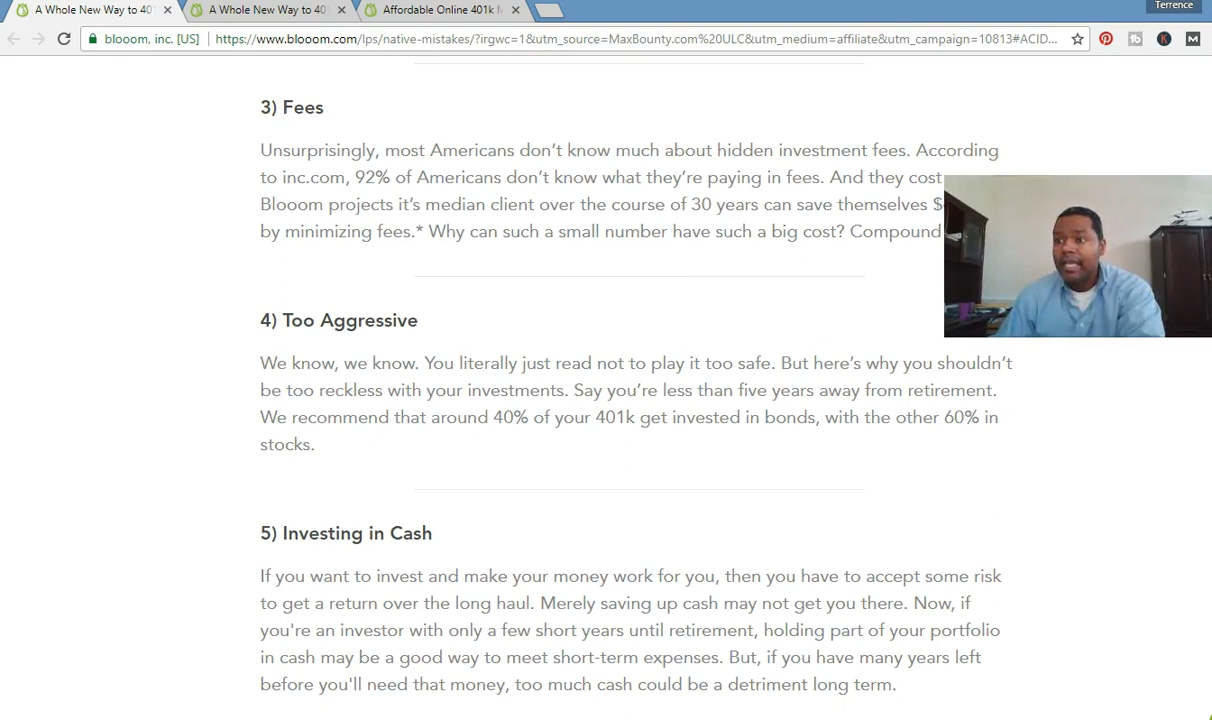 Terrence
A Whole New Way to 40
A Whole New Way to 401
Affordable Online 401k M
blooom, inc. [US] | https://www.blooom.com/lps/native-mistakes/?irgwc=1&utm_source=MaxBounty.com%20ULC&utm_medium=affiliate&utm_campaign=10813#ACID...
3) Fees
Unsurprisingly, most Americans don’t know much about hidden investment fees. According
to inc.com, 92% of Americans don’t know what they’re paying in fees. And they cost
Blooom projects it’s median client over the course of 30 years can save themselves $
by minimizing fees.* Why can such a small number have such a big cost? Compound
4) Too Aggressive
We know, we know. You literally just read not to play it too safe. But here’s why you shouldn’t
be too reckless with your investments. Say you’re less than five years away from retirement.
We recommend that around 40% of your 401k get invested in bonds, with the other 60% in
stocks.
5) Investing in Cash
If you want to invest and make your money work for you, then you have to accept some risk
to get a return over the long haul. Merely saving up cash may not get you there. Now, if
you're an investor with only a few short years until retirement, holding part of your portfolio
in cash may be a good way to meet short-term expenses. But, if you have many years left
before you'll need that money, too much cash could be a detriment long term.